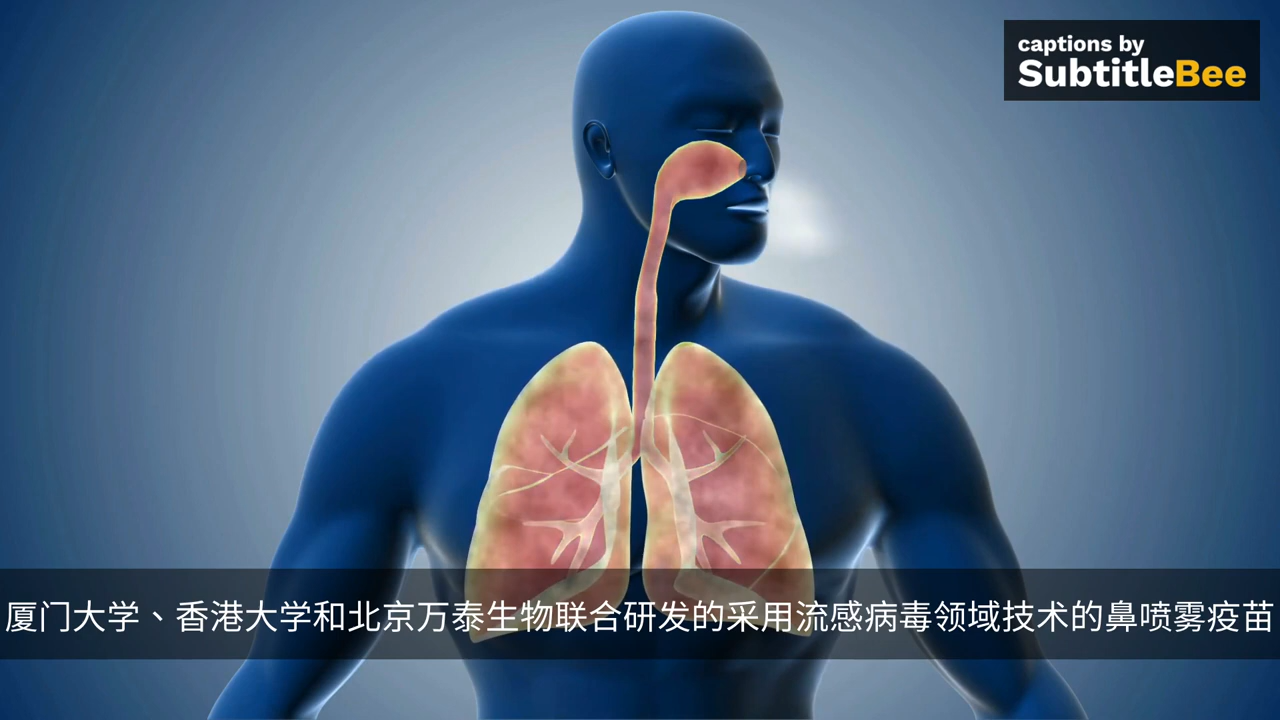 captions by
SubtitleBee
厦门大学、香港大学和北京万泰生物联合研发的采用流感病毒领域技术的鼻喷雾疫苗